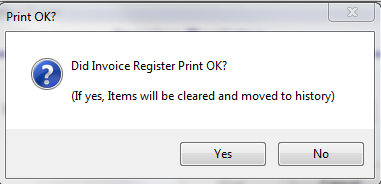 Print OK?
Did Invoice Register Print OK?
(If yes, Items will be cleared and moved to history)
Yes
No